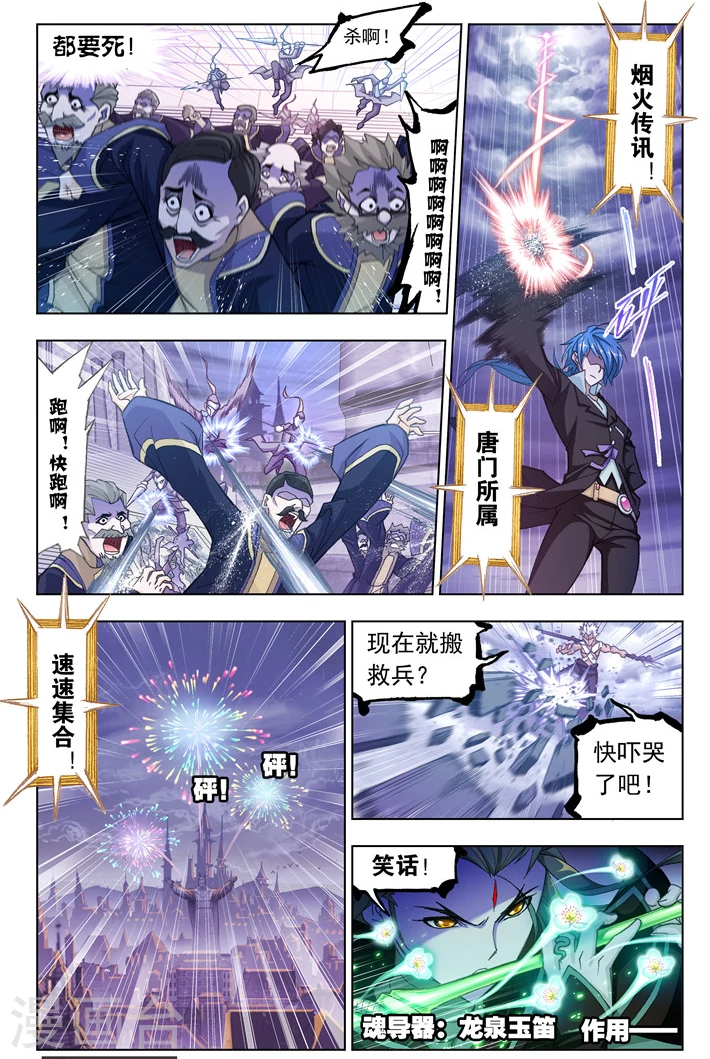 都要死！
杀啊！
啊啊啊啊啊啊啊啊！
烟火传讯！
砰
唐门所属
跑啊！快跑啊！
速速集合！
砰！
砰！
现在就搬
救兵？
快吓哭
了吧！
笑话！
魂导器：龙泉玉笛 作用——
漫画台